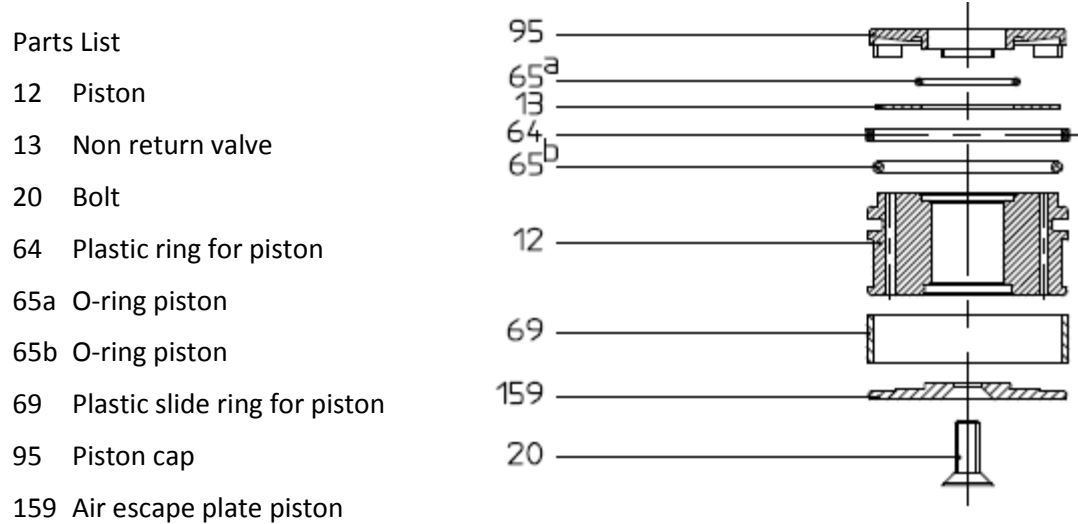 Parts List
12 Piston
13 Non return valve
20 Bolt
64 Plastic ring for piston
65a O-ring piston
65b O-ring piston
69 Plastic slide ring for piston
95 Piston cap
159 Air escape plate piston
95
65a
13
64
65b
12
69
159
20